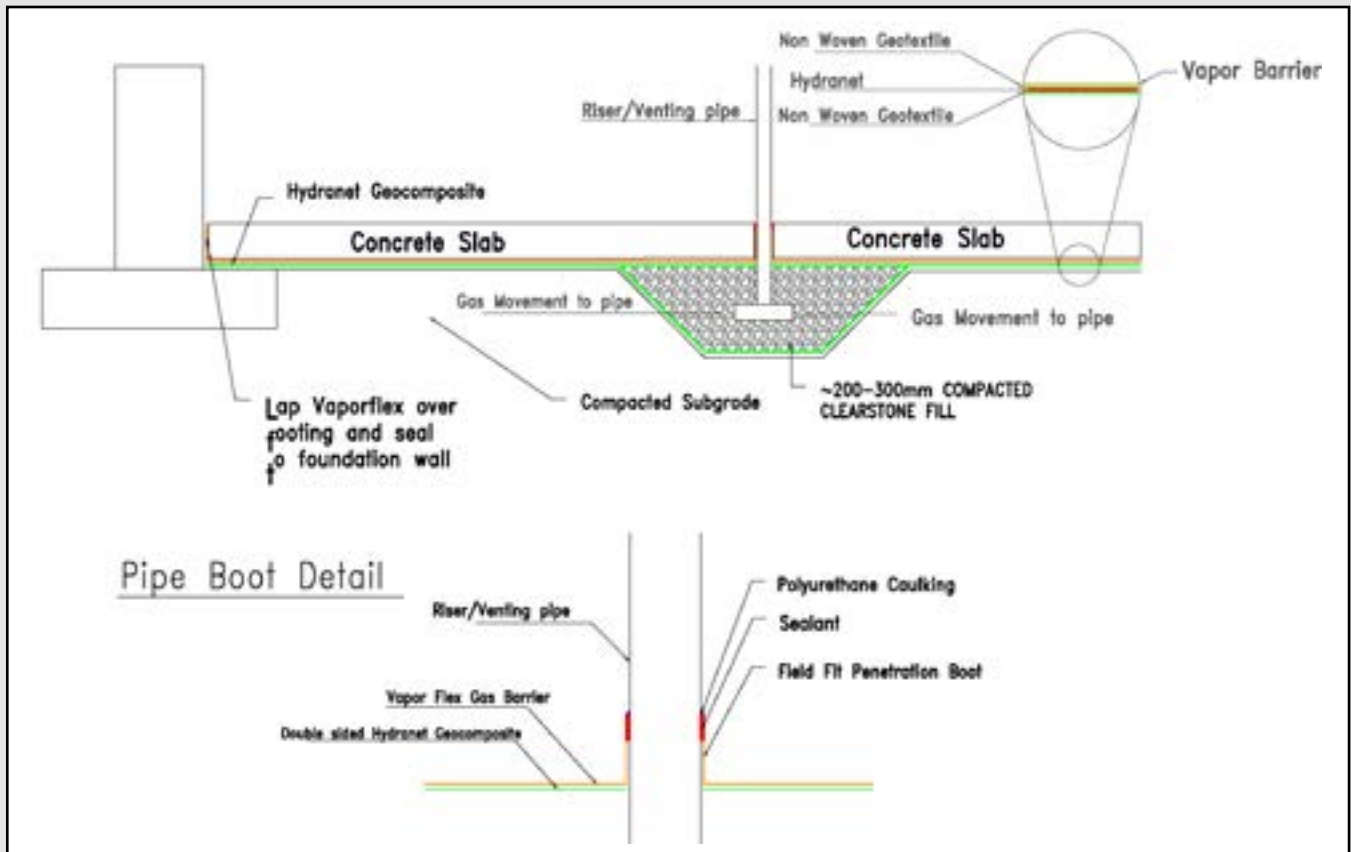 Non Woven Geotextile
Hydranet
Non Woven Geotextile
Vapor Barrier
Riser/Venting pipe
Hydranet Geocomposite
Concrete Slab
Concrete Slab
Gas Movement to pipe
Gas Movement to pipe
Lap Vaporflex over
footing and seal
to foundation wall
Compacted Subgrade
~200-300mm COMPACTED
CLEARSTONE FILL
Pipe Boot Detail
Riser/Venting pipe
Vapor Flex Gas Barrier
Double sided Hydranet Geocomposite
Polyurethane Caulking
Sealant
Field Fit Penetration Boot